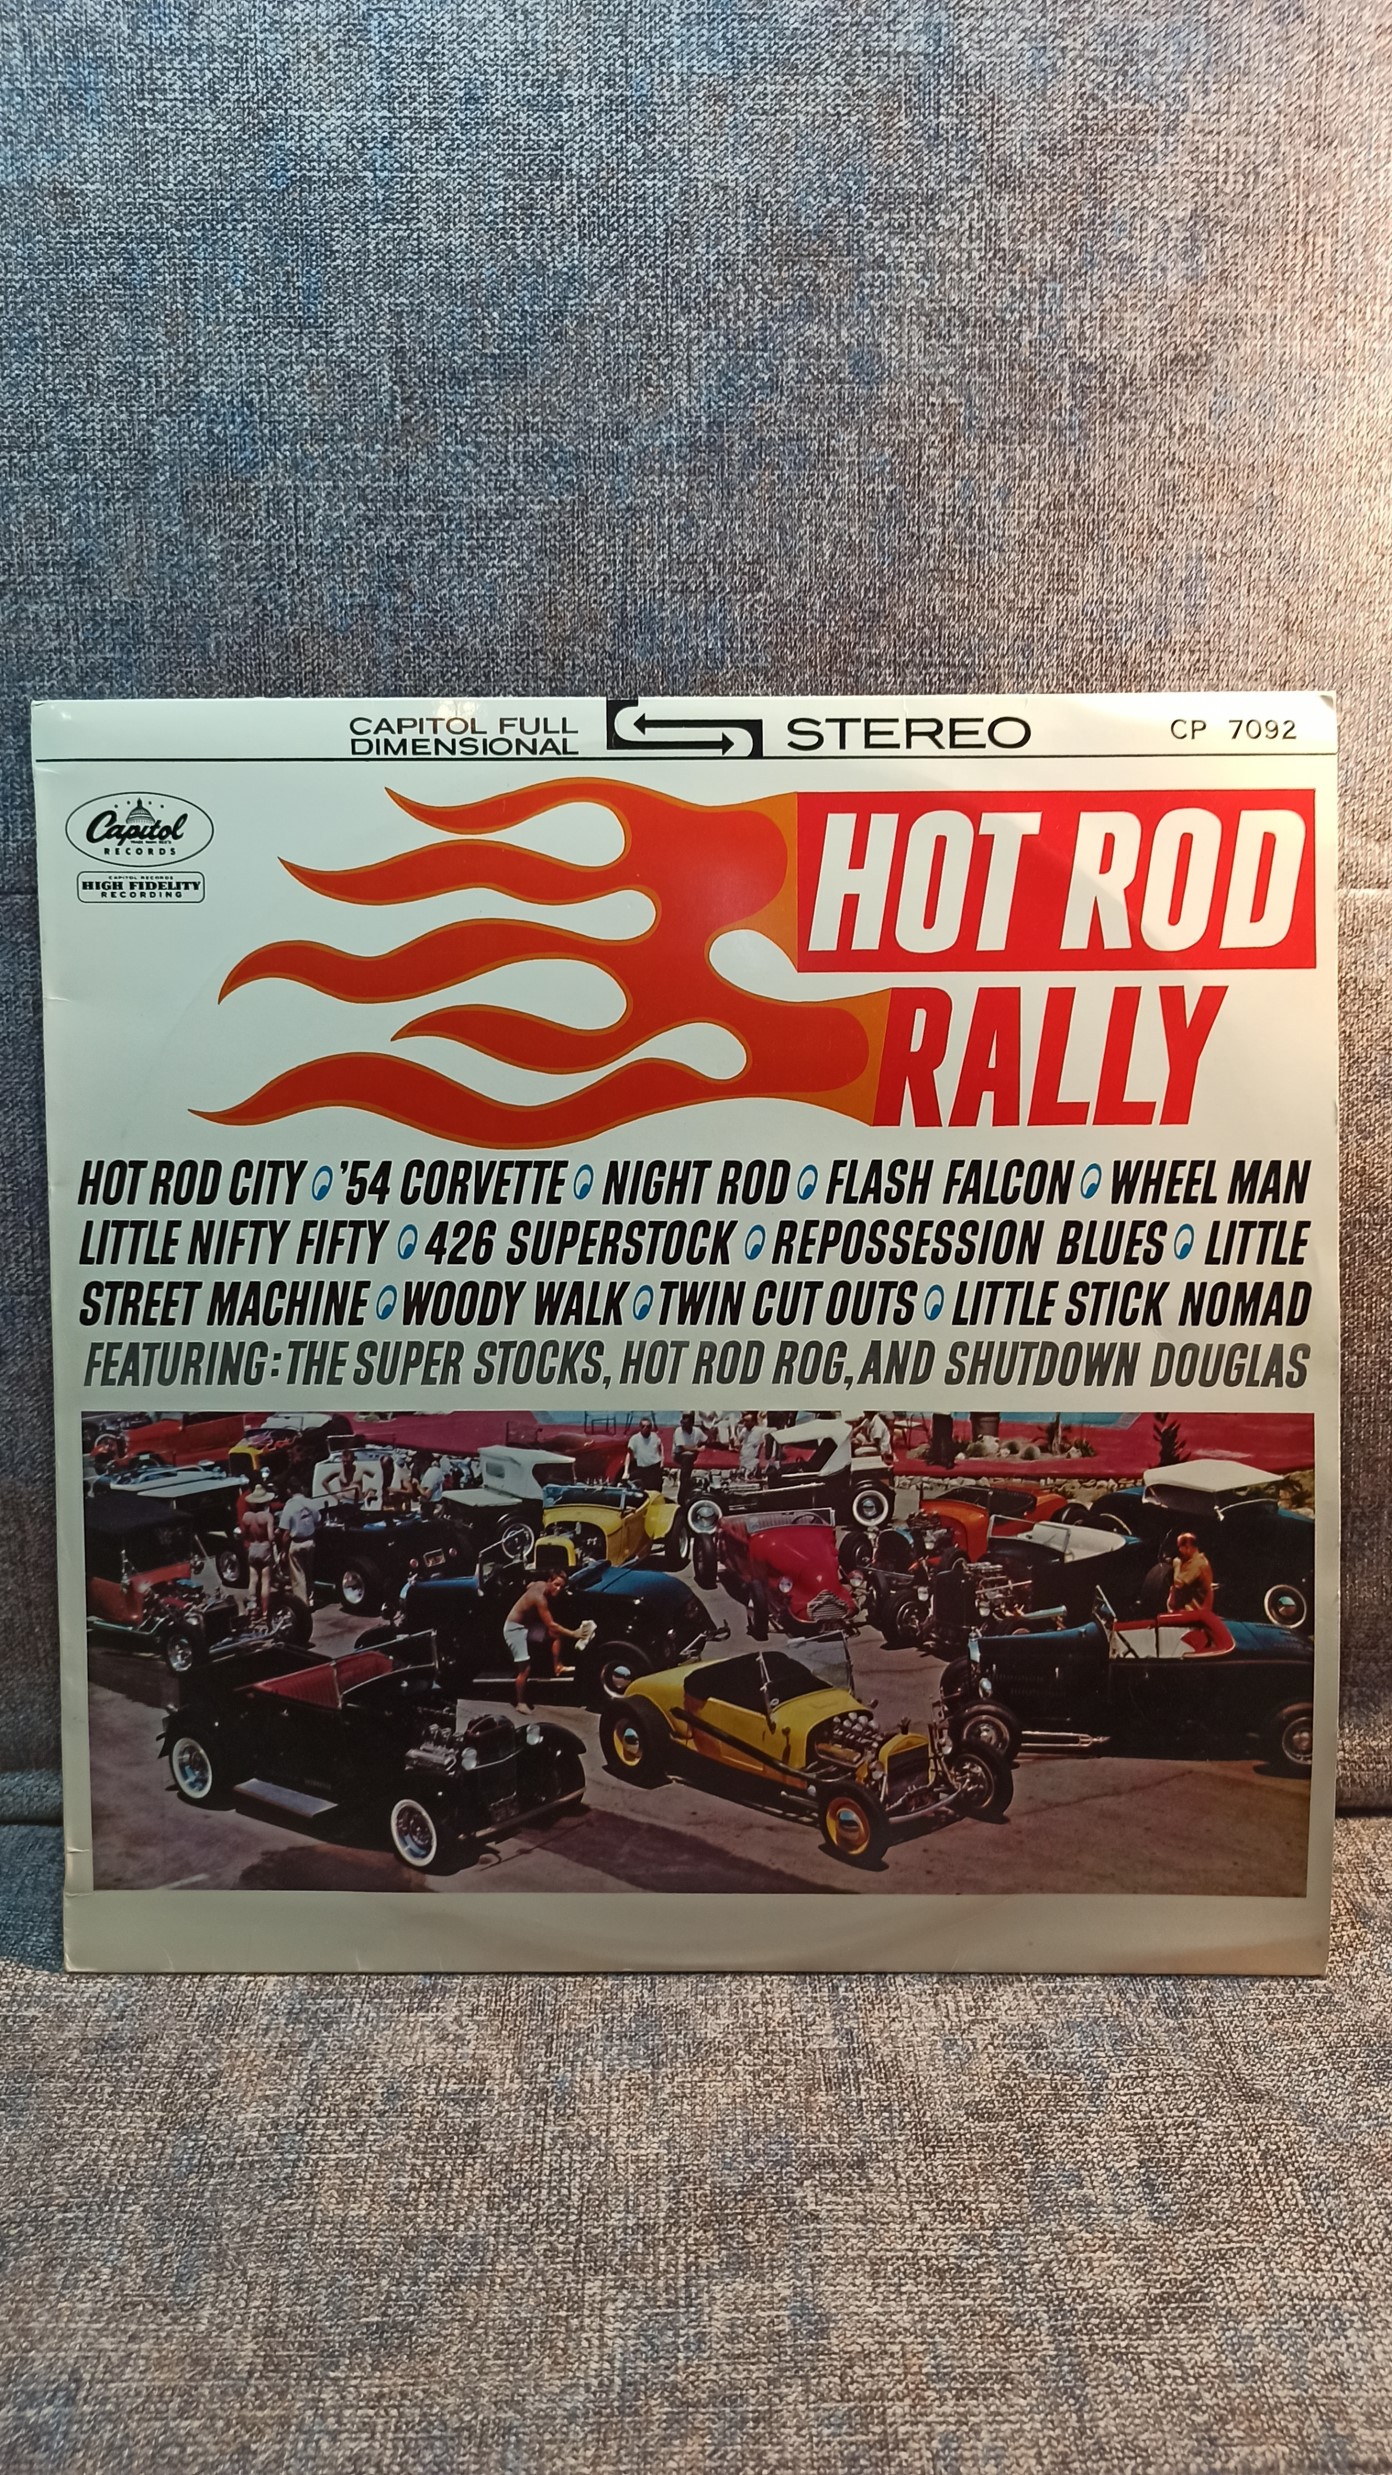 CAPITOL FULL
DIMENSIONAL
STEREO
CP 7092
Capitol
RECORDS
CAPITOL RECORDS
HIGH FIDELITY
RECORDING
HOT ROD
RALLY
HOT ROD CITY '54 CORVETTE NIGHT ROD FLASH FALCON WHEEL MAN
LITTLE NIFTY FIFTY 426 SUPERSTOCK REPOSSESSION BLUES LITTLE
STREET MACHINE WOODY WALK TWIN CUT OUTS LITTLE STICK NOMAD
FEATURING: THE SUPER STOCKS, HOT ROD ROG, AND SHUTDOWN DOUGLAS